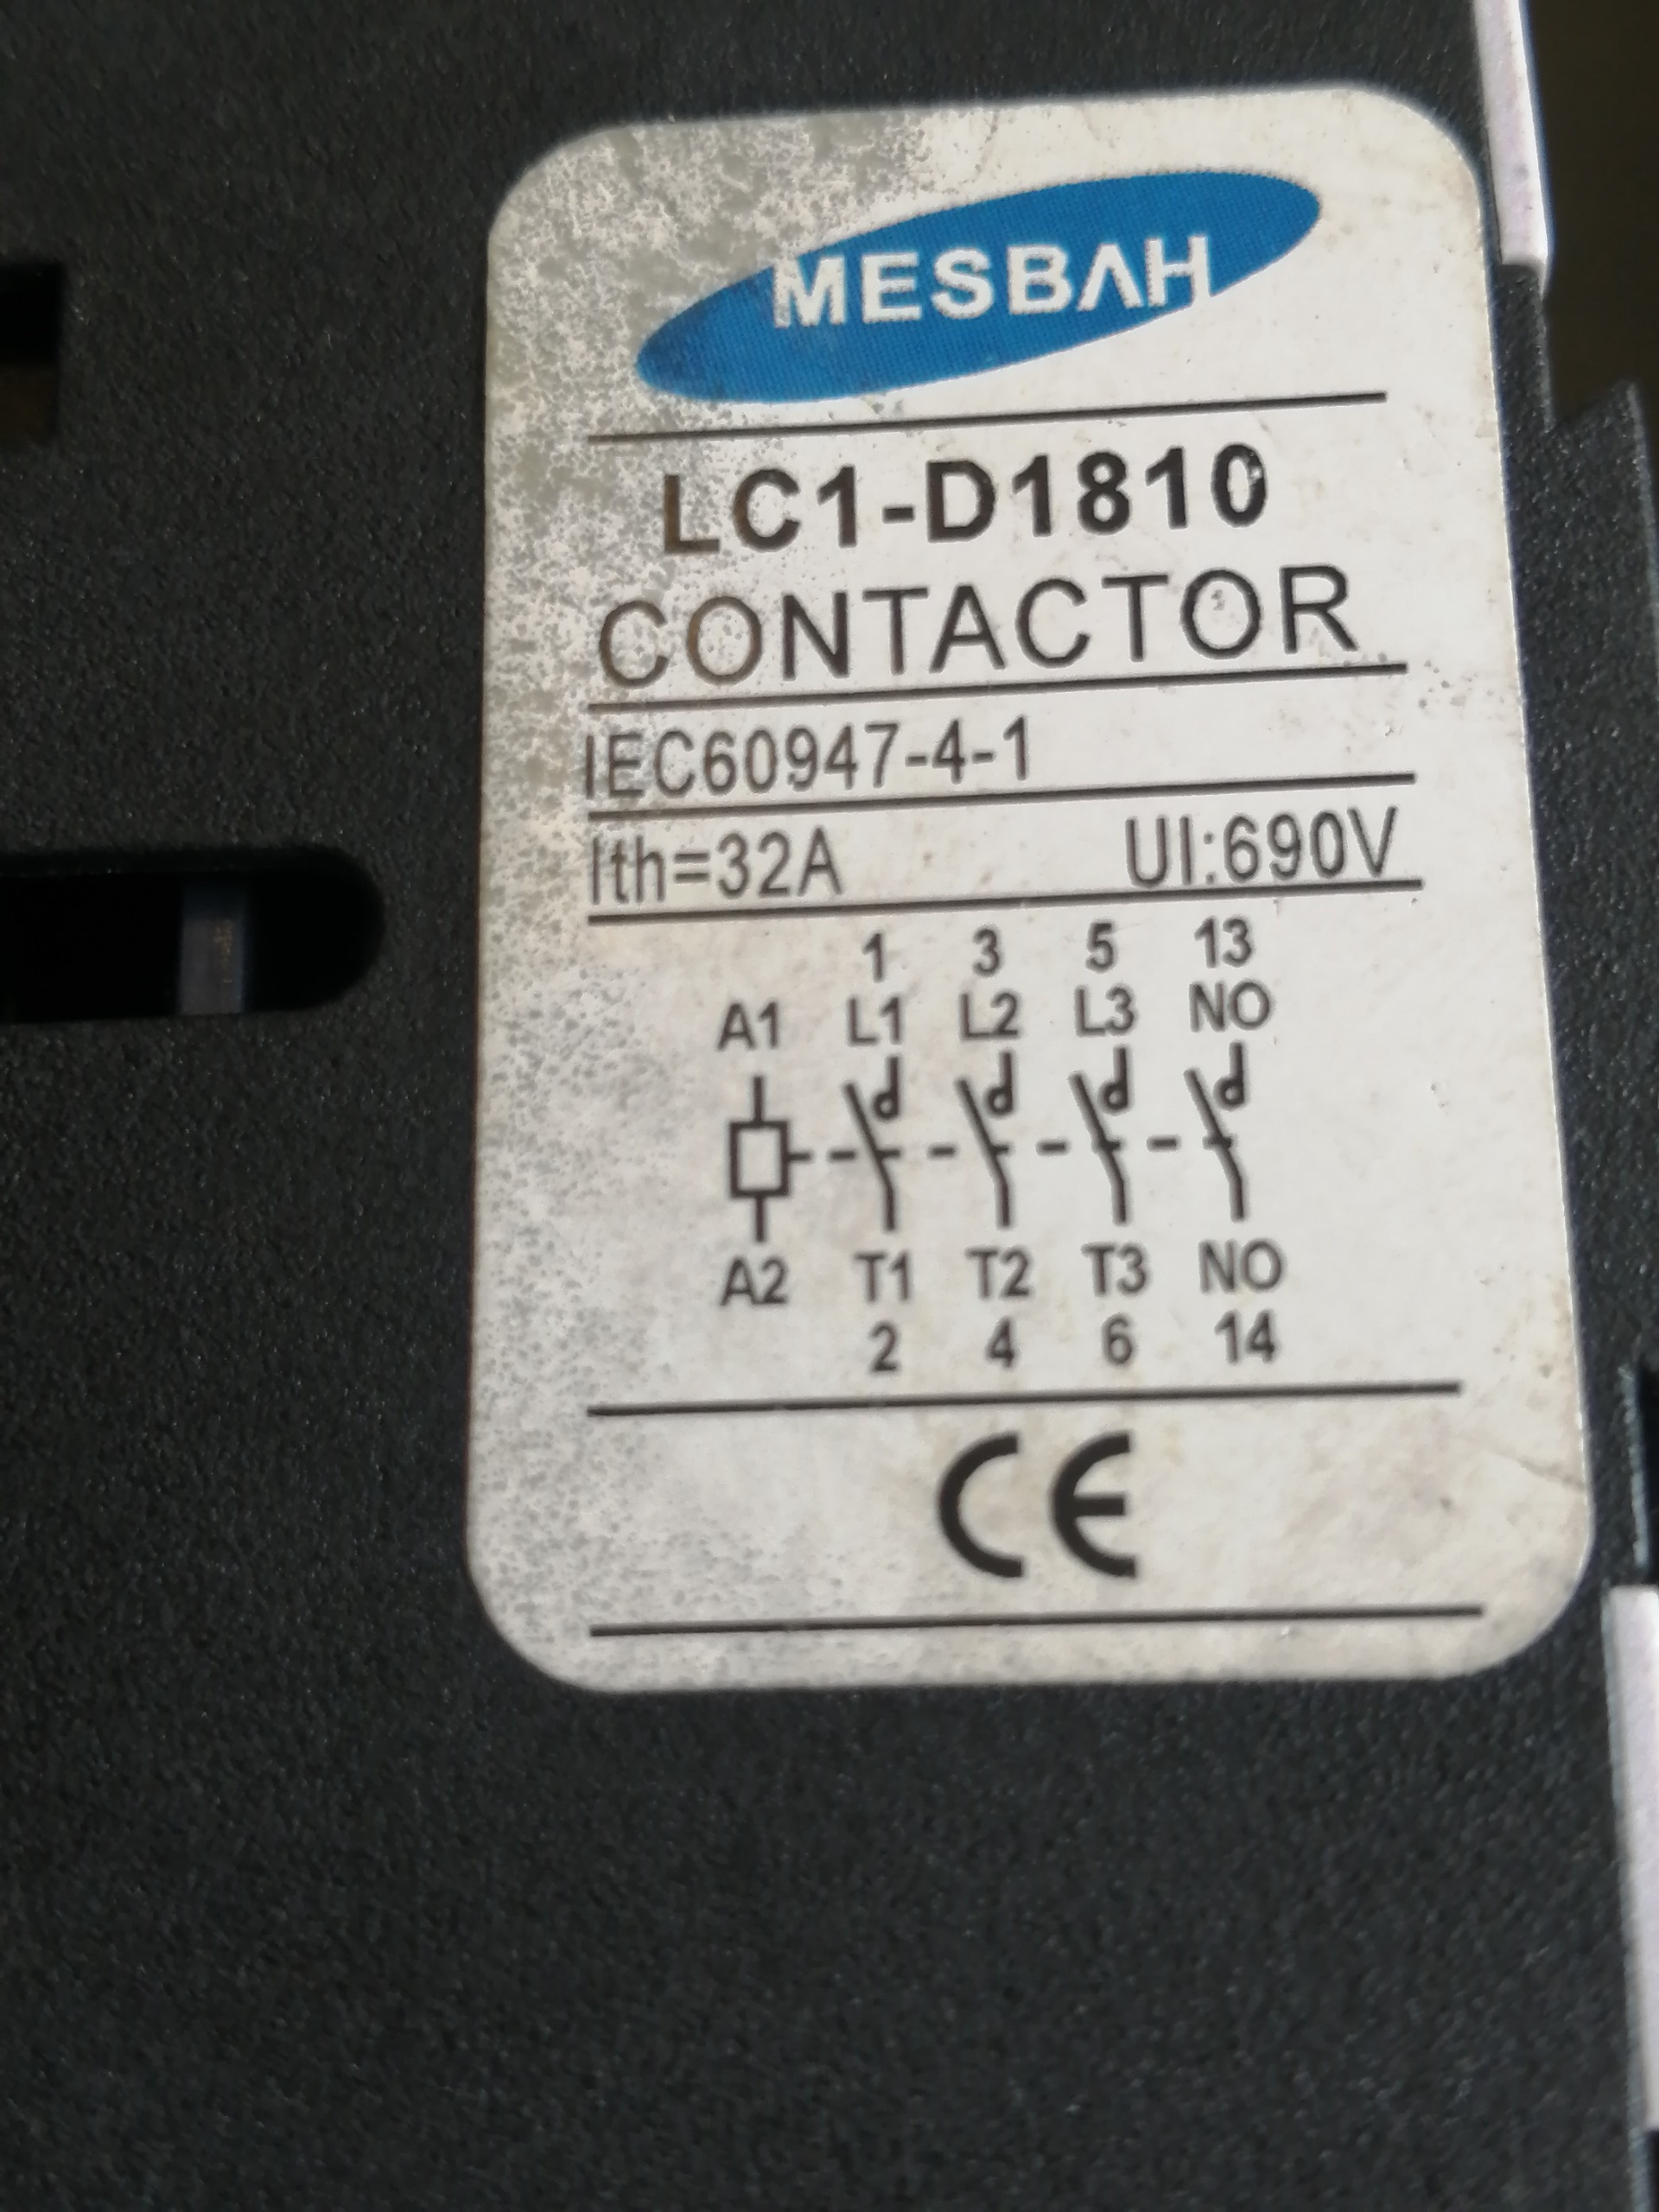 MESBAH
LC1-D1810
CONTACTOR
IEC60947-4-1
Ith=32A UI:690V
1 3 5 13
A1 L1 L2 L3 NO
A2 T1 T2 T3 NO
2 4 6 14
CE